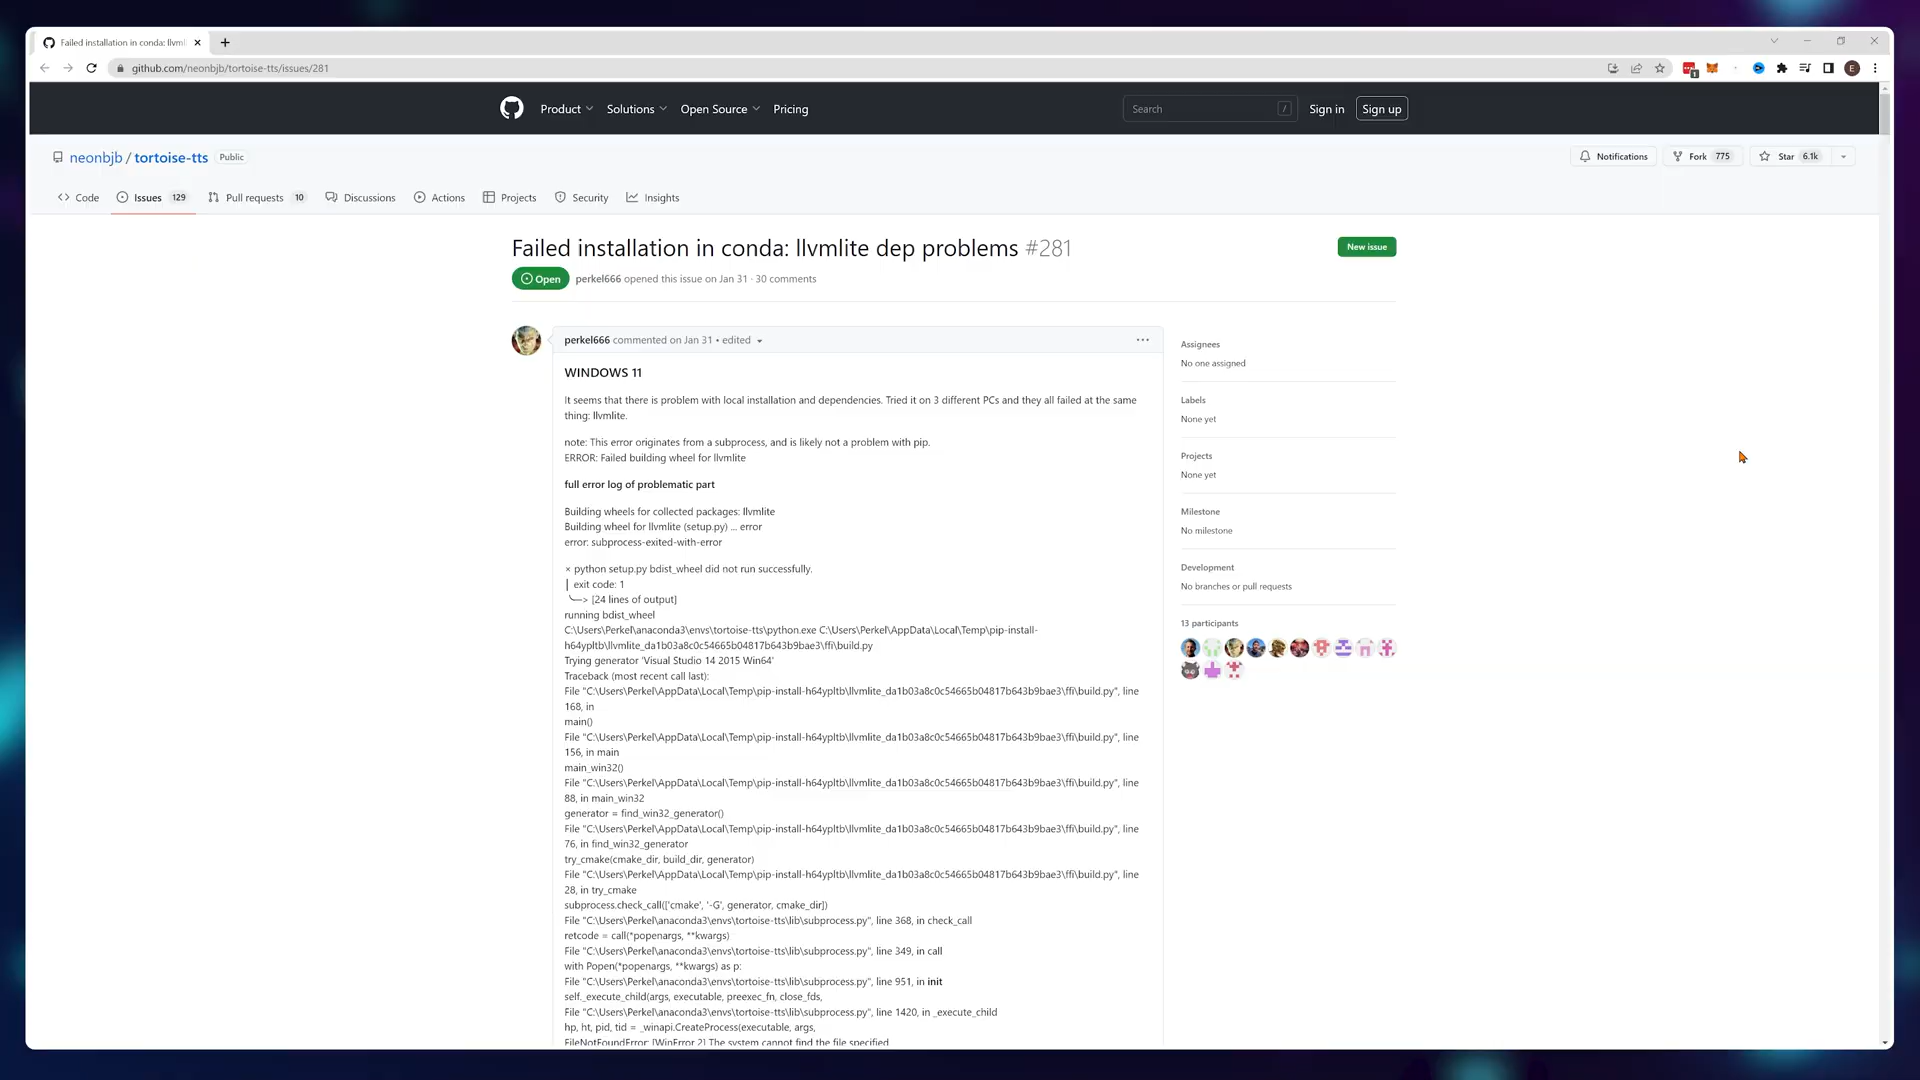 Failed installation in conda: llvml
github.com/neonbjb/tortoise-tts/issues/281
1
E
Product
Solutions
Open Source
Pricing
Search
/
Sign in
Sign up
neonbjb / tortoise-tts Public
Notifications
Fork 775
Star 6.1k
Code
Issues 129
Pull requests 10
Discussions
Actions
Projects
Security
Insights
Failed installation in conda: llvmlite dep problems #281
New issue
Open
perkel666 opened this issue on Jan 31 · 30 comments
perkel666 commented on Jan 31 • edited
WINDOWS 11
It seems that there is problem with local installation and dependencies. Tried it on 3 different PCs and they all failed at the same
thing: llvmlite.
note: This error originates from a subprocess, and is likely not a problem with pip.
ERROR: Failed building wheel for llvmlite
full error log of problematic part
Building wheels for collected packages: llvmlite
Building wheel for llvmlite (setup.py) ... error
error: subprocess-exited-with-error
× python setup.py bdist_wheel did not run successfully.
│ exit code: 1
╰─> [24 lines of output]
running bdist_wheel
C:\Users\Perkel\anaconda3\envs\tortoise-tts\python.exe C:\Users\Perkel\AppData\Local\Temp\pip-install-
h64ypltb\llvmlite_da1b03a8c0c54665b04817b643b9bae3\ffi\build.py
Trying generator 'Visual Studio 14 2015 Win64'
Traceback (most recent call last):
File "C:\Users\Perkel\AppData\Local\Temp\pip-install-h64ypltb\llvmlite_da1b03a8c0c54665b04817b643b9bae3\ffi\build.py", line
168, in
main()
File "C:\Users\Perkel\AppData\Local\Temp\pip-install-h64ypltb\llvmlite_da1b03a8c0c54665b04817b643b9bae3\ffi\build.py", line
156, in main
main_win32()
File "C:\Users\Perkel\AppData\Local\Temp\pip-install-h64ypltb\llvmlite_da1b03a8c0c54665b04817b643b9bae3\ffi\build.py", line
88, in main_win32
generator = find_win32_generator()
File "C:\Users\Perkel\AppData\Local\Temp\pip-install-h64ypltb\llvmlite_da1b03a8c0c54665b04817b643b9bae3\ffi\build.py", line
76, in find_win32_generator
try_cmake(cmake_dir, build_dir, generator)
File "C:\Users\Perkel\AppData\Local\Temp\pip-install-h64ypltb\llvmlite_da1b03a8c0c54665b04817b643b9bae3\ffi\build.py", line
28, in try_cmake
subprocess.check_call(['cmake', '-G', generator, cmake_dir])
File "C:\Users\Perkel\anaconda3\envs\tortoise-tts\lib\subprocess.py", line 368, in check_call
retcode = call(*popenargs, **kwargs)
File "C:\Users\Perkel\anaconda3\envs\tortoise-tts\lib\subprocess.py", line 349, in call
with Popen(*popenargs, **kwargs) as p:
File "C:\Users\Perkel\anaconda3\envs\tortoise-tts\lib\subprocess.py", line 951, in init
self._execute_child(args, executable, preexec_fn, close_fds,
File "C:\Users\Perkel\anaconda3\envs\tortoise-tts\lib\subprocess.py", line 1420, in _execute_child
hp, ht, pid, tid = _winapi.CreateProcess(executable, args,
FileNotFoundError: [WinError 2] The system cannot find the file specified
Assignees
No one assigned
Labels
None yet
Projects
None yet
Milestone
No milestone
Development
No branches or pull requests
13 participants